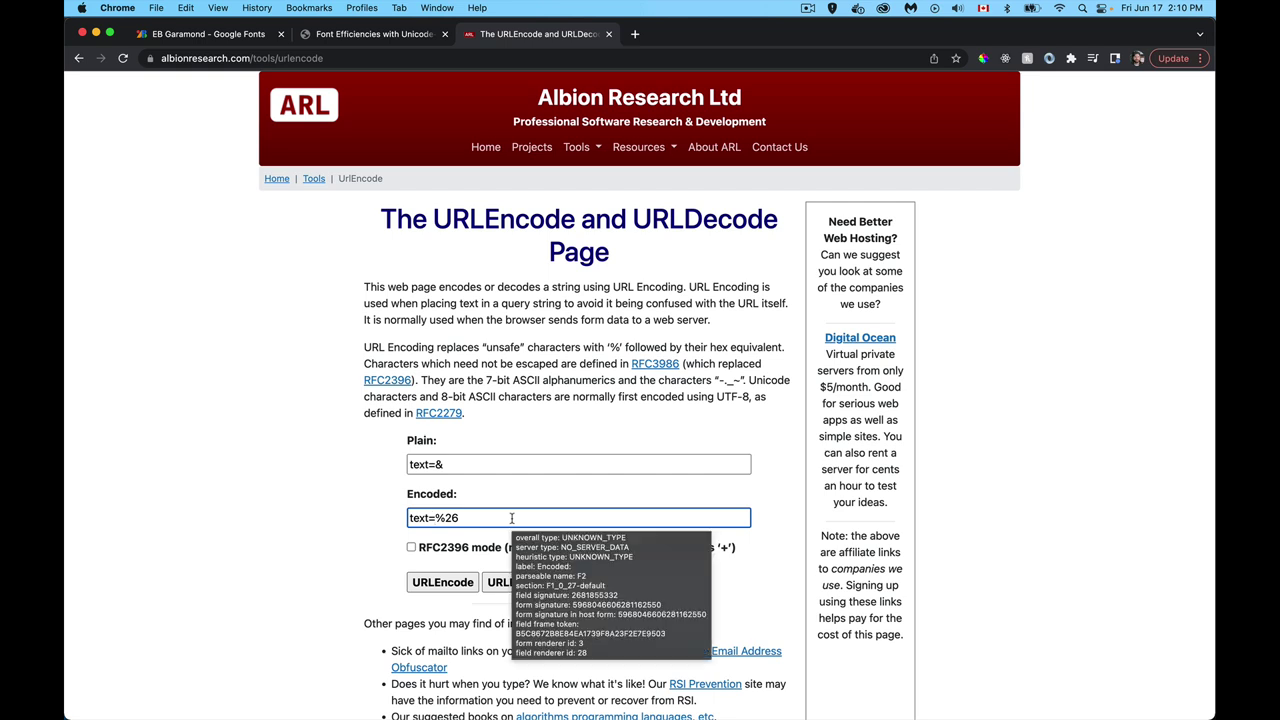 Chrome File Edit View History Bookmarks Profiles Tab Window Help Fri Jun 17 2:10 PM
EB Garamond - Google Fonts
Font Efficiencies with Unicode-
ARL The URLEncode and URLDeco
albionresearch.com/tools/urlencode
Update
ARL
Albion Research Ltd
Professional Software Research & Development
Home Projects Tools Resources About ARL Contact Us
Home | Tools | UrlEncode
The URLEncode and URLDecode
Page
This web page encodes or decodes a string using URL Encoding. URL Encoding is
used when placing text in a query string to avoid it being confused with the URL itself.
It is normally used when the browser sends form data to a web server.
URL Encoding replaces “unsafe” characters with ‘%’ followed by their hex equivalent.
Characters which need not be escaped are defined in RFC3986 (which replaced
RFC2396). They are the 7-bit ASCII alphanumerics and the characters “-._~”. Unicode
characters and 8-bit ASCII characters are normally first encoded using UTF-8, as
defined in RFC2279.
Plain:
text=&
Encoded:
text=%26
RFC2396 mode (
s ‘+’)
overall type: UNKNOWN_TYPE
server type: NO_SERVER_DATA
heuristic type: UNKNOWN_TYPE
label: Encoded:
parseable name: F2
section: F1_0_27-default
field signature: 2681855332
form signature: 5968046606281162550
form signature in host form: 5968046606281162550
field frame token:
B5C8672B8E84EA1739F8A23F2E7E9503
form renderer id: 3
field renderer id: 28
URLEncode URL
Other pages you may find of i
Sick of mailto links on yo
Email Address
Obfuscator
Does it hurt when you type? We know what it's like! Our RSI Prevention site may
have the information you need to prevent or recover from RSI.
Our suggested books on algorithms programming languages, etc.
Need Better
Web Hosting?
Can we suggest
you look at some
of the companies
we use?
Digital Ocean
Virtual private
servers from only
$5/month. Good
for serious web
apps as well as
simple sites. You
can also rent a
server for cents
an hour to test
your ideas.
Note: the above
are affiliate links
to companies we
use. Signing up
using these links
helps pay for the
cost of this page.